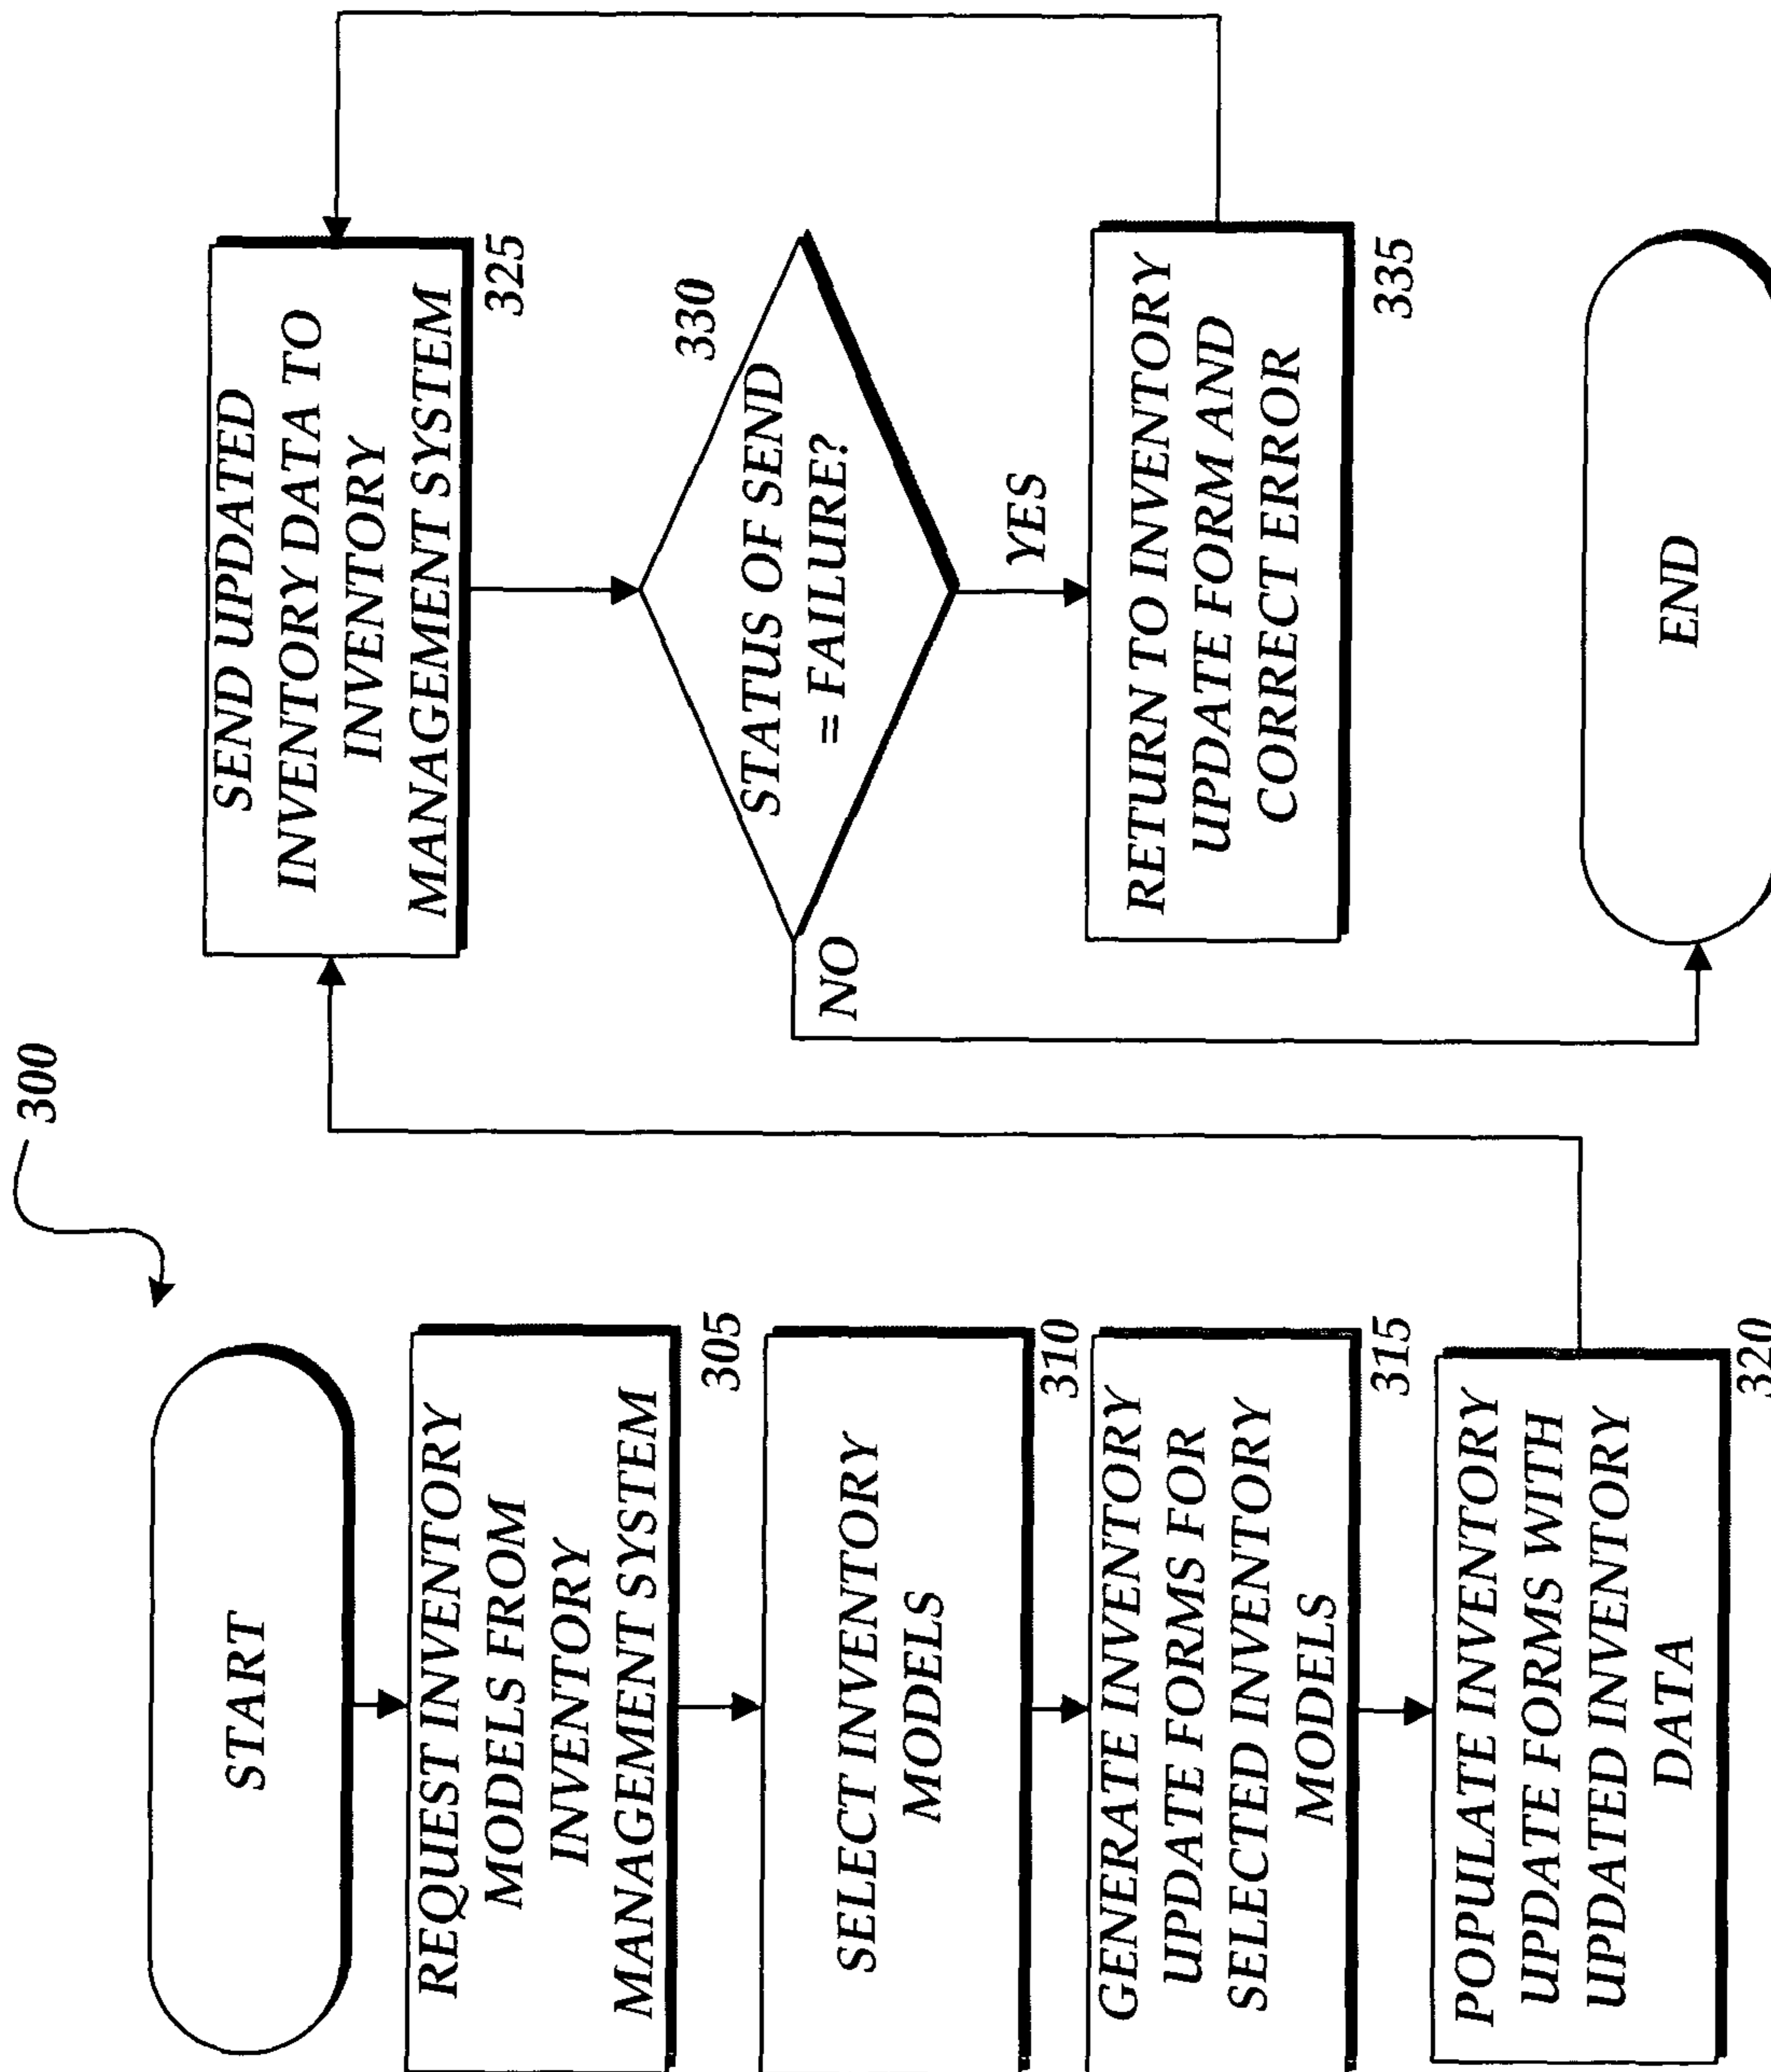 300
START
REQUEST INVENTORY
MODELS FROM
INVENTORY
MANAGEMENT SYSTEM
305
SELECT INVENTORY
MODELS
310
GENERATE INVENTORY
UPDATE FORMS FOR
SELECTED INVENTORY
MODELS
315
POPULATE INVENTORY
UPDATE FORMS WITH
UPDATED INVENTORY
DATA
320
SEND UPDATED
INVENTORY DATA TO
INVENTORY
MANAGEMENT SYSTEM
325
330
STATUS OF SEND
= FAILURE?
NO
YES
RETURN TO INVENTORY
UPDATE FORM AND
CORRECT ERROR
335
END